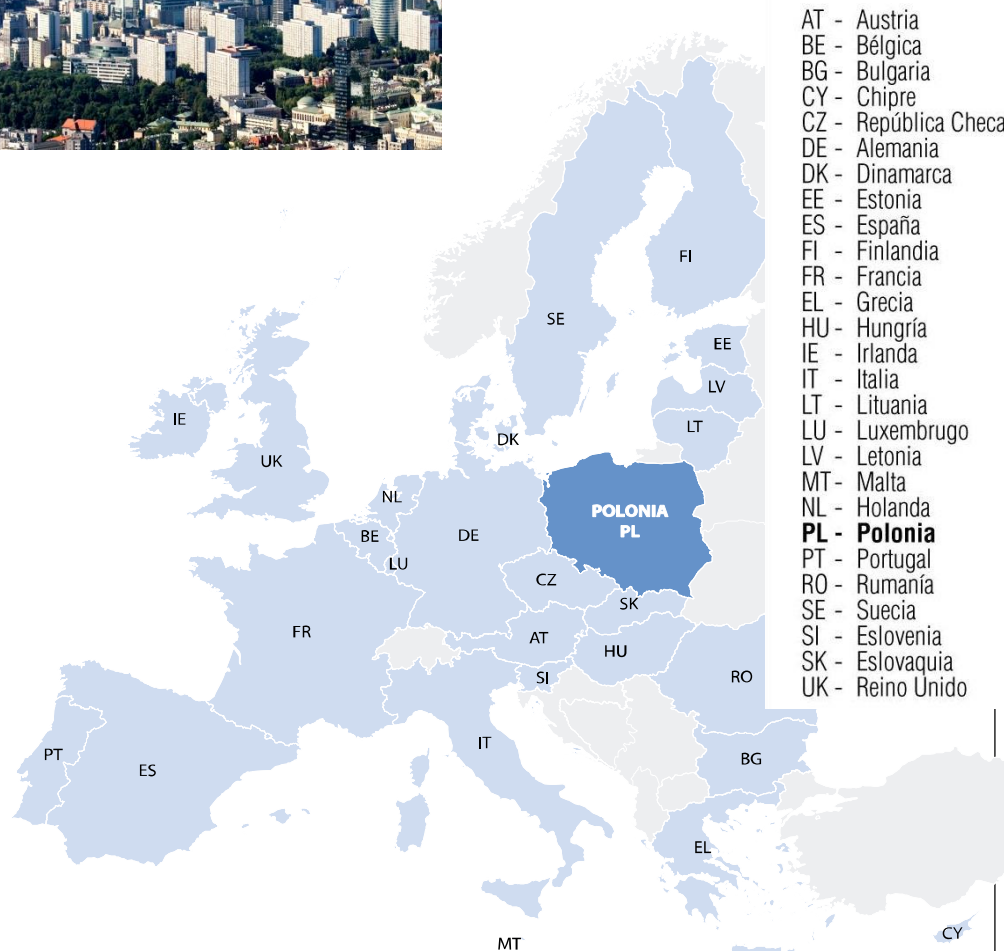 AT - Austria
BE - Bélgica
BG - Bulgaria
CY - Chipre
CZ - República Checa
DE - Alemania
DK - Dinamarca
EE - Estonia
ES - España
FI - Finlandia
FR - Francia
EL - Grecia
HU - Hungría
IE - Irlanda
IT - Italia
LT - Lituania
LU - Luxembrugo
LV - Letonia
MT - Malta
NL - Holanda
PL - Polonia
PT - Portugal
RO - Rumanía
SE - Suecia
SI - Eslovenia
SK - Eslovaquia
UK - Reino Unido
FI
SE
EE
LV
IE
LT
DK
UK
NL
POLONIA
PL
BE
DE
LU
CZ
SK
FR
AT
HU
SI
RO
IT
PT
BG
ES
EL
CY
MT